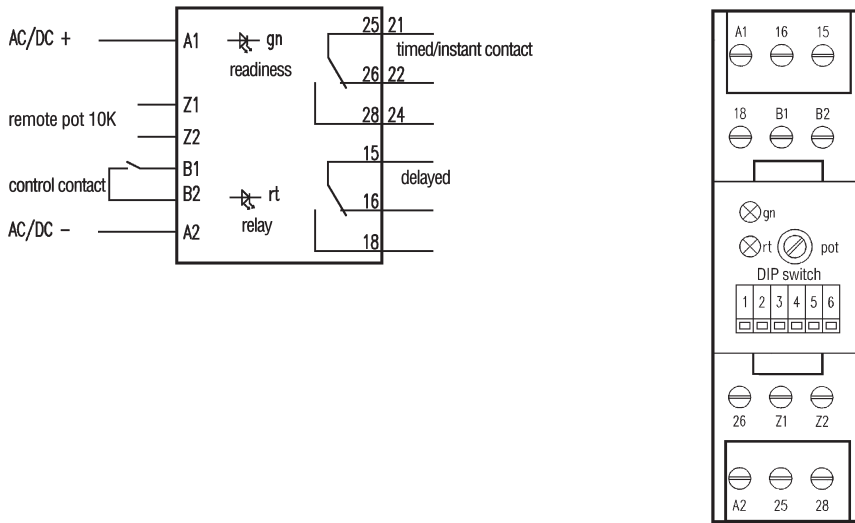 AC/DC +
A1
gn
readiness
25 21
timed/instant contact
26 22
28 24
remote pot 10K
Z1
Z2
control contact
B1
B2
rt
relay
15
delayed
16
18
AC/DC -
A2
A1 16 15
18 B1 B2
gn
rt pot
DIP switch
1 2 3 4 5 6
26 Z1 Z2
A2 25 28